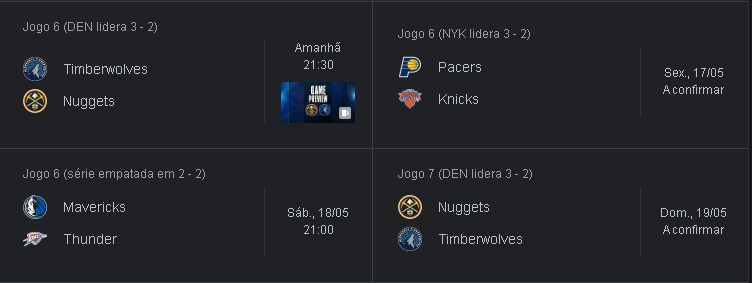 Jogo 6 (DEN lidera 3 - 2)
Timberwolves
Nuggets
Amanhã
21:30
GAME
PREVIEW
Jogo 6 (NYK lidera 3 - 2)
Pacers
Knicks
Sex., 17/05
A confirmar
Jogo 6 (série empatada em 2 - 2)
Mavericks
Thunder
Sáb., 18/05
21:00
Jogo 7 (DEN lidera 3 - 2)
Nuggets
Timberwolves
Dom., 19/05
A confirmar